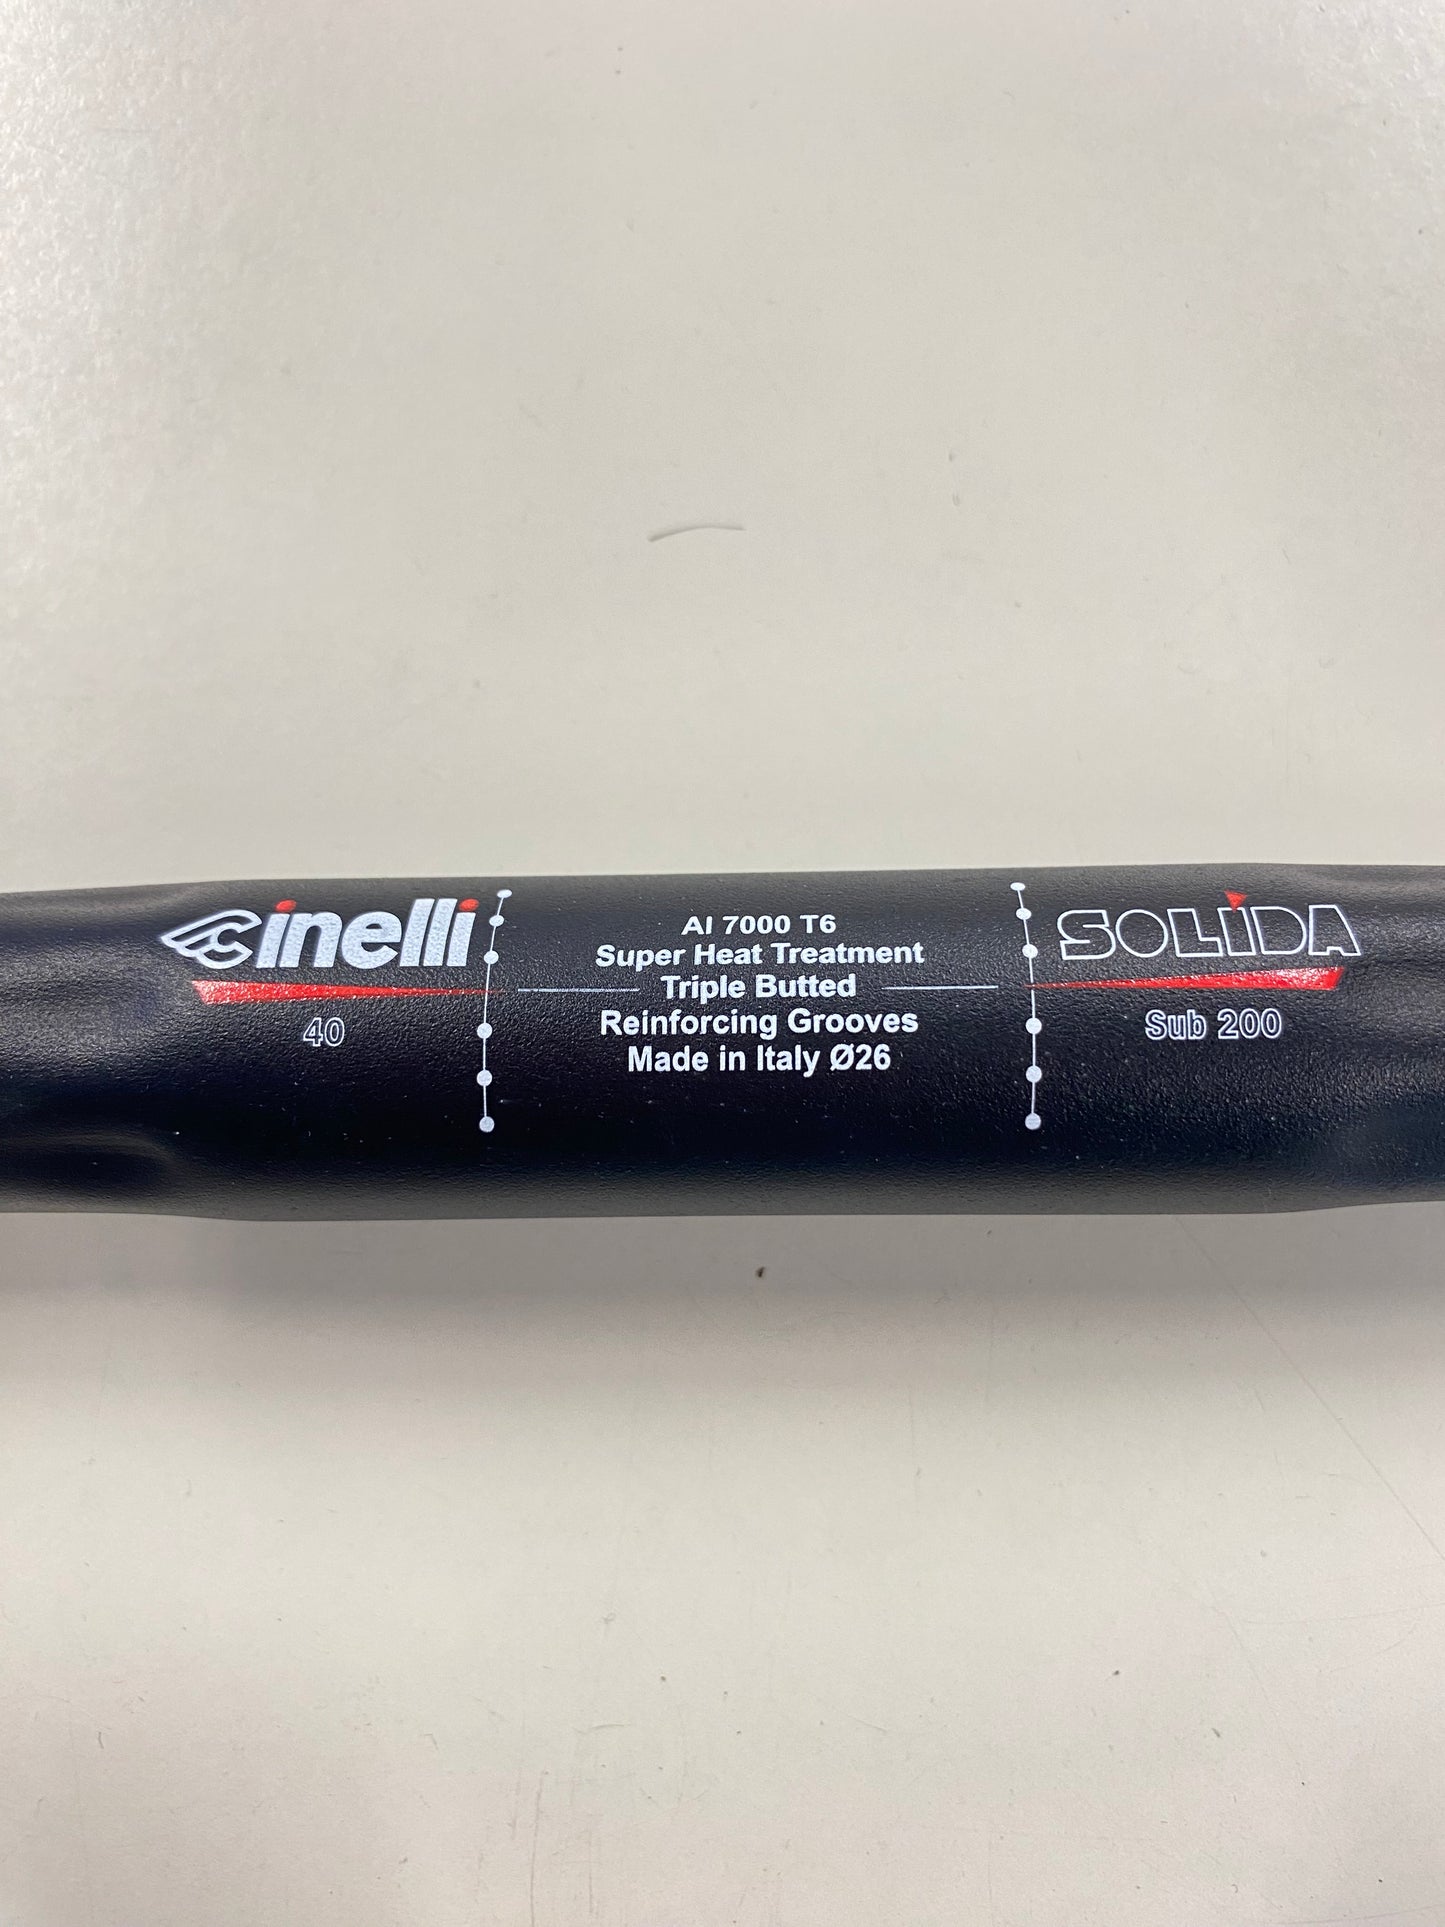 cinelli
40
Al 7000 T6
Super Heat Treatment
Triple Butted
Reinforcing Grooves
Made in Italy Ø26
SOLiDA
Sub 200